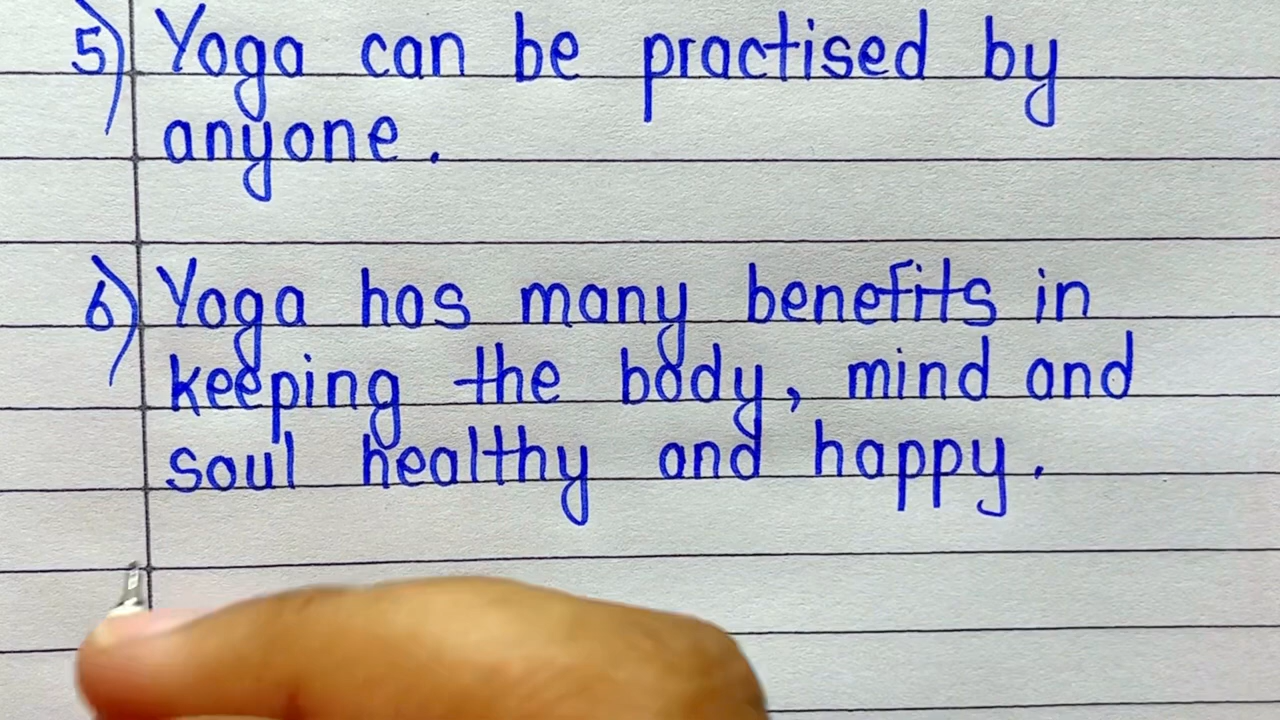 5) Yoga can be practised by
anyone.
6) Yoga has many benefits in
keeping the body, mind and
soul healthy and happy.